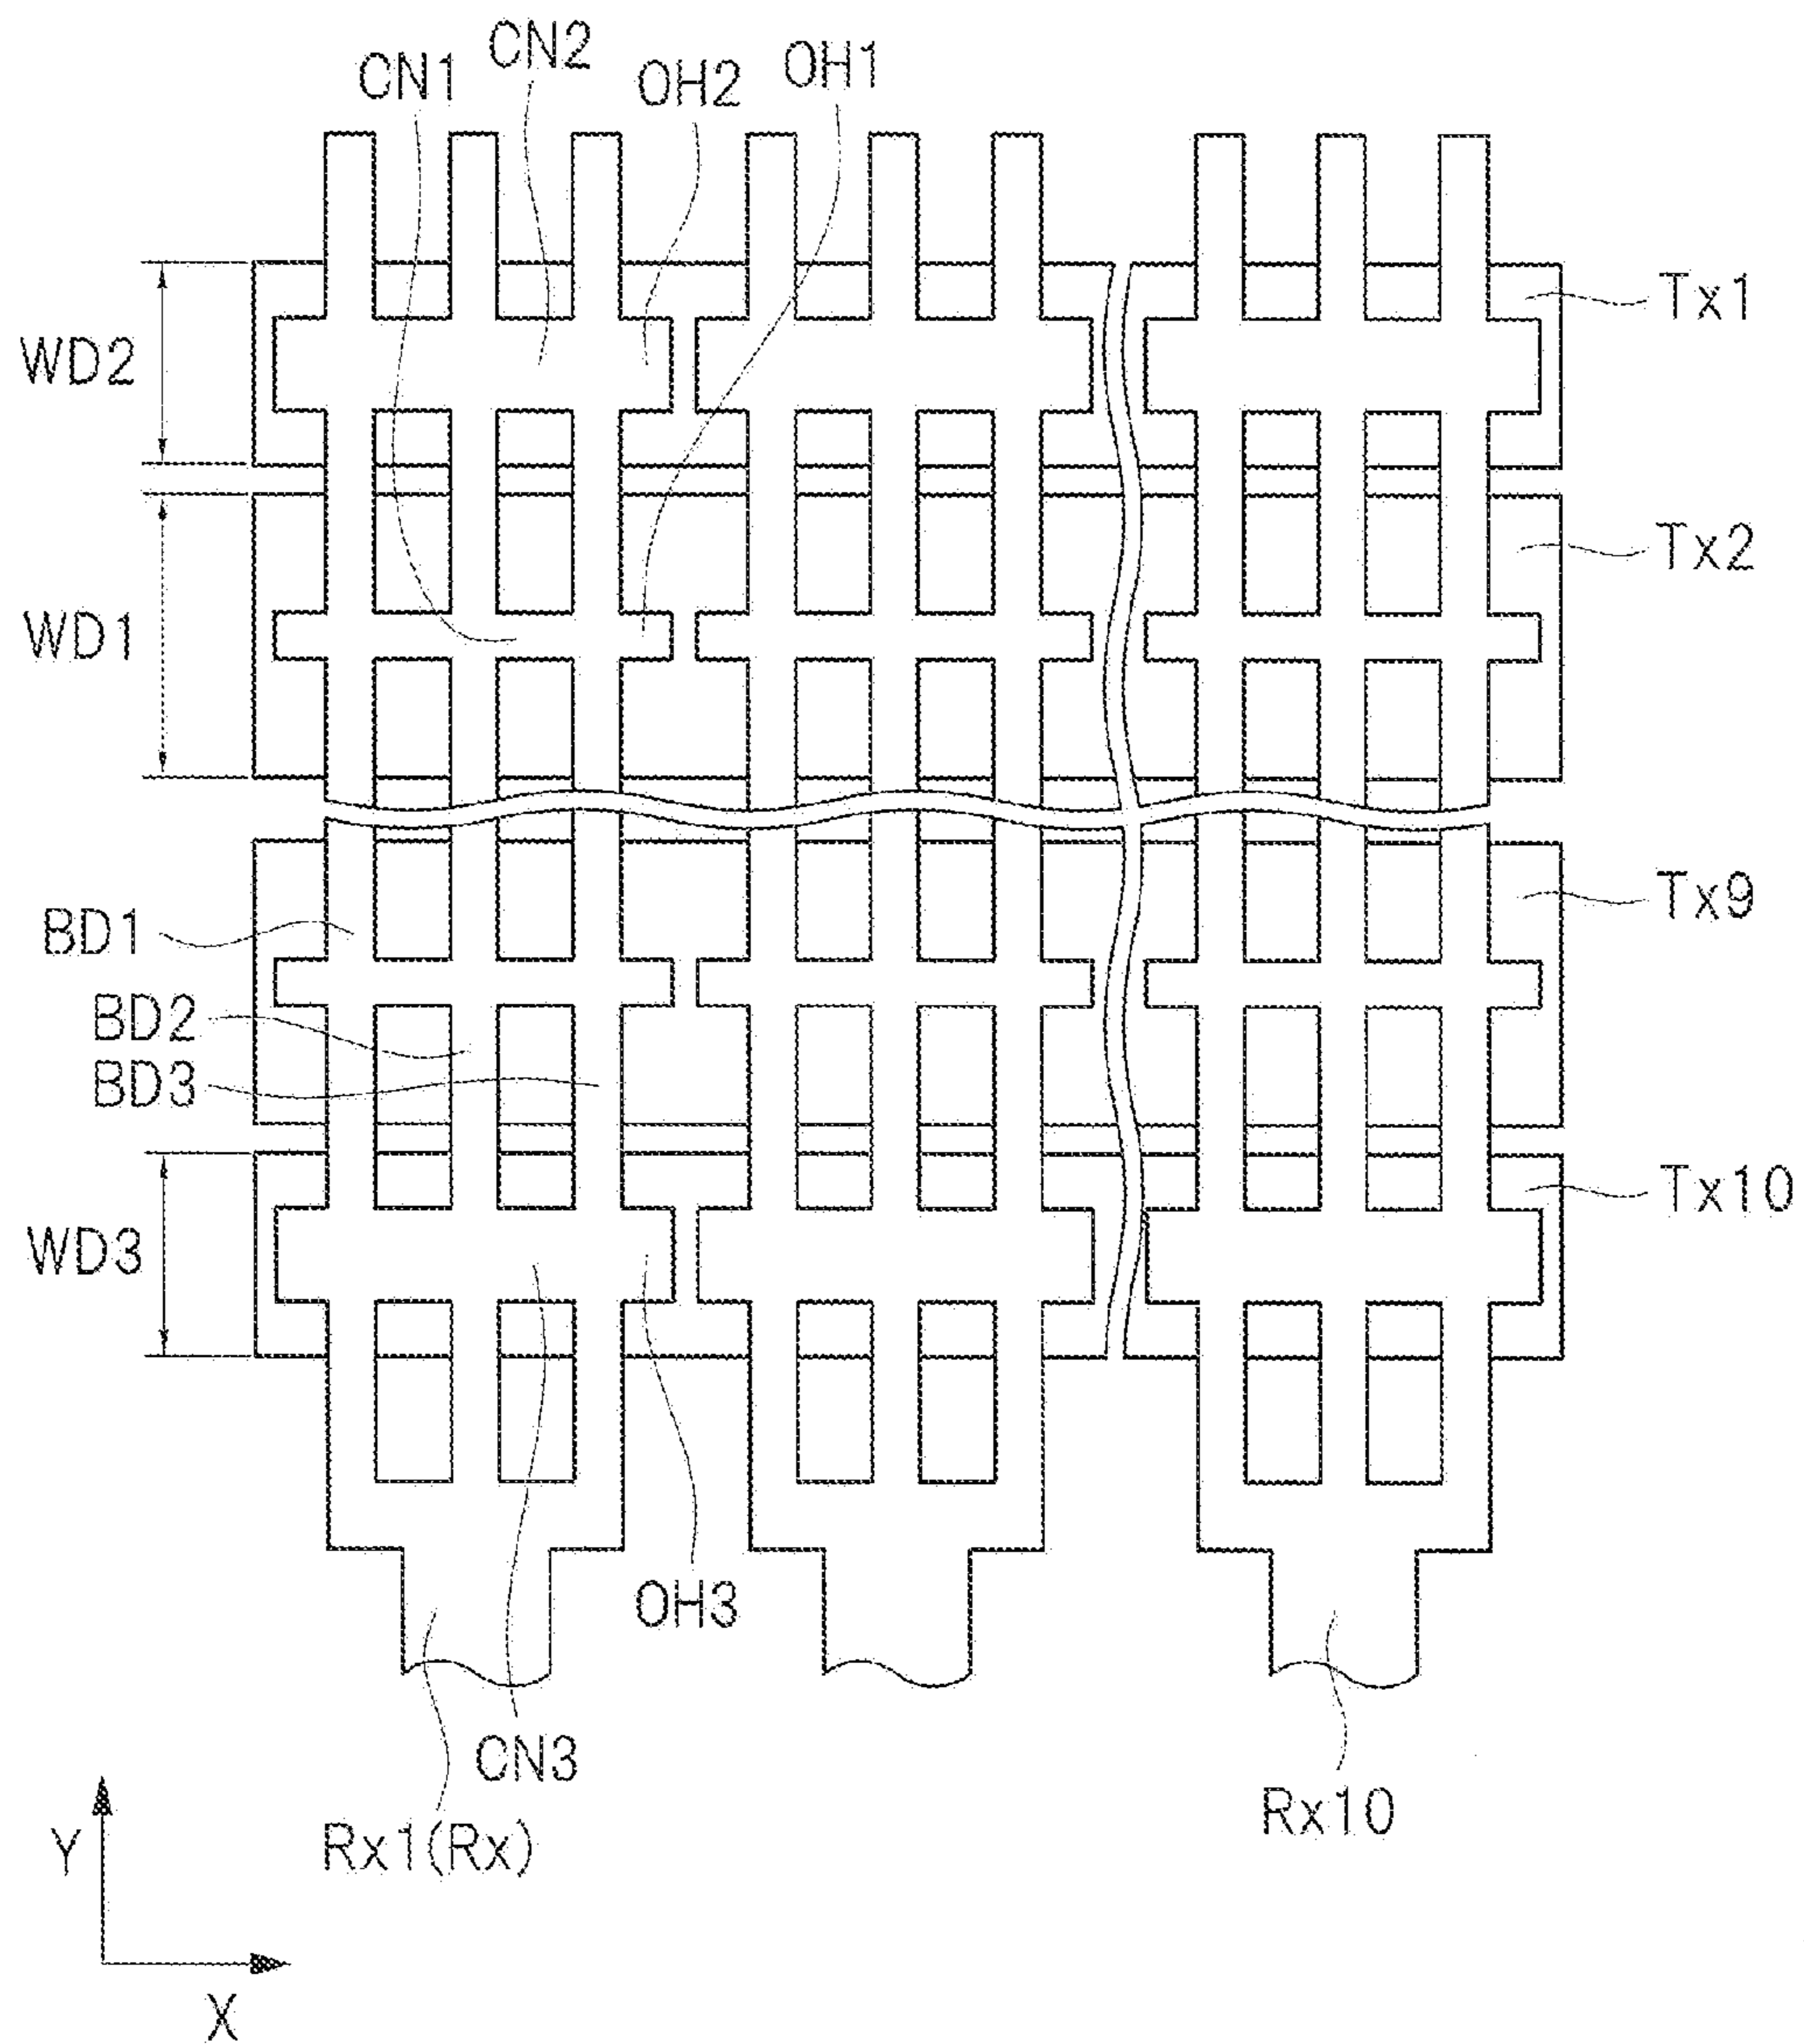 CN1
CN2
OH2
OH1
Tx1
WD2
Tx2
WD1
Tx9
BD1
BD2
BD3
Tx10
WD3
OH3
CN3
Rx1(Rx)
Rx10
Y
X